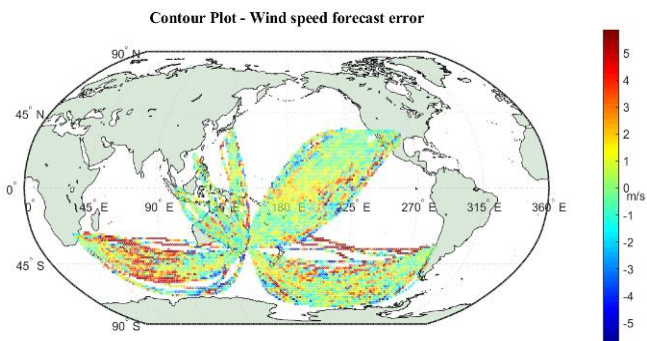 Contour Plot - Wind speed forecast error
90° N
45° N
0°
0°
45° E
90° E
180° E
225° E
270° E
315° E
360° E
45° S
90° S
5
4
3
2
1
0
m/s
-1
-2
-3
-4
-5